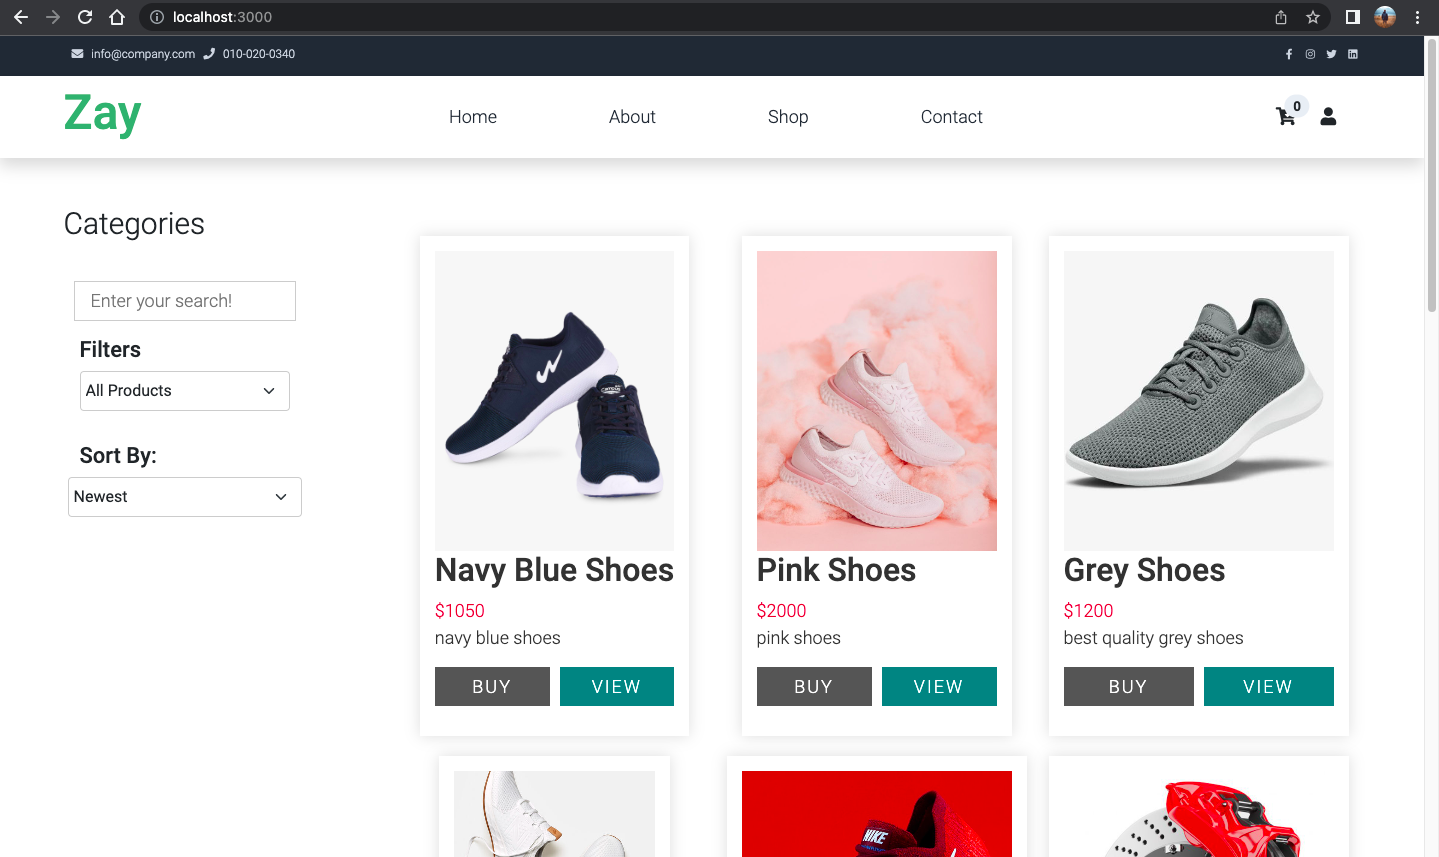 localhost:3000
info@company.com 010-020-0340
Zay
Home About Shop Contact
0
Categories
Enter your search!
Filters
All Products
Sort By:
Newest
Navy Blue Shoes
$1050
navy blue shoes
BUY VIEW
Pink Shoes
$2000
pink shoes
BUY VIEW
Grey Shoes
$1200
best quality grey shoes
BUY VIEW
NIKE